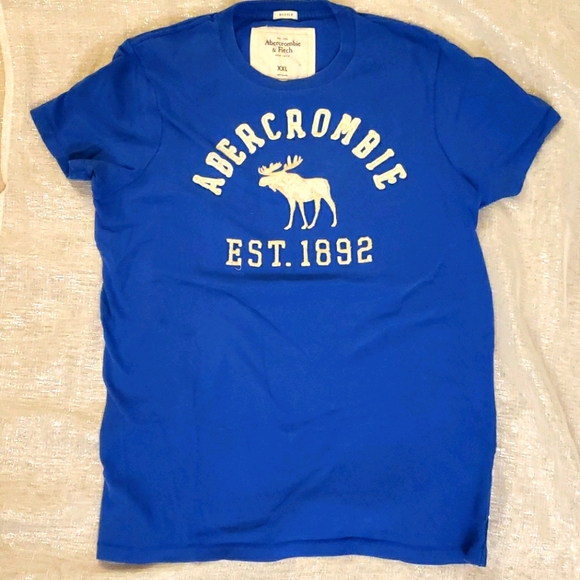 Abercrombie
& Fitch
XXL
ABERCROMBIE
EST. 1892